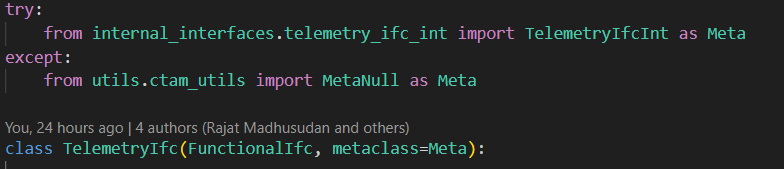 try:
    from internal_interfaces.telemetry_ifc_int import TelemetryIfcInt as Meta
except:
    from utils.ctam_utils import MetaNull as Meta
You, 24 hours ago | 4 authors (Rajat Madhusudan and others)
class TelemetryIfc(FunctionalIfc, metaclass=Meta):